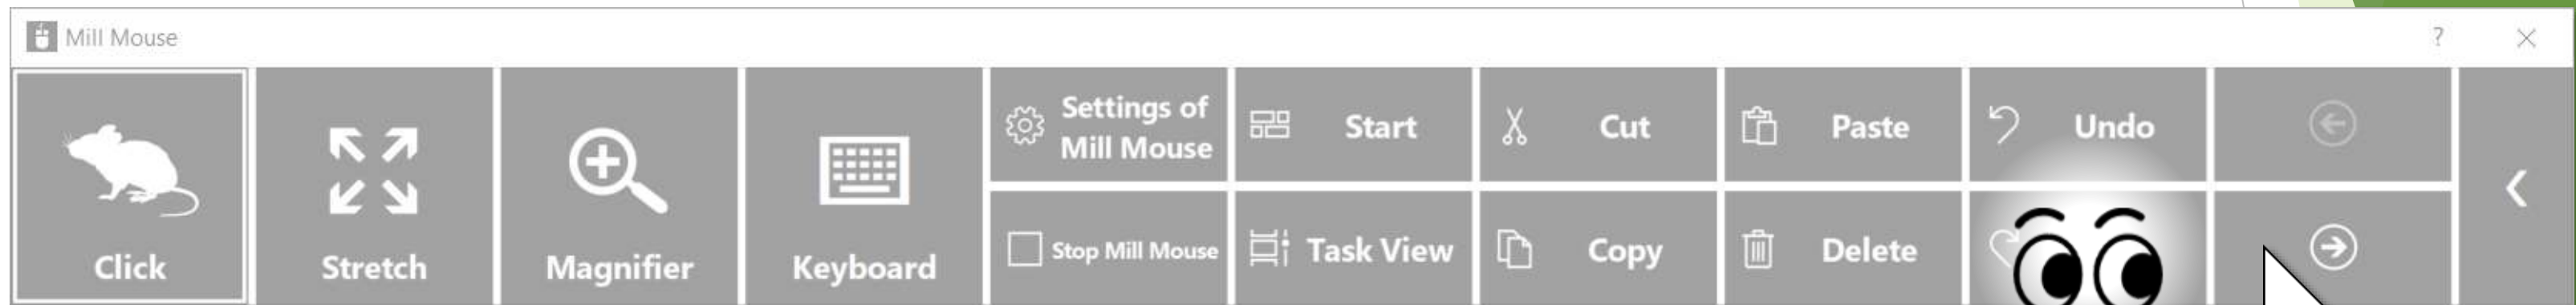 Mill Mouse
?
Settings of
Mill Mouse
Start
Cut
Paste
Undo
Click
Stretch
Magnifier
Keyboard
Stop Mill Mouse
Task View
Copy
Delete